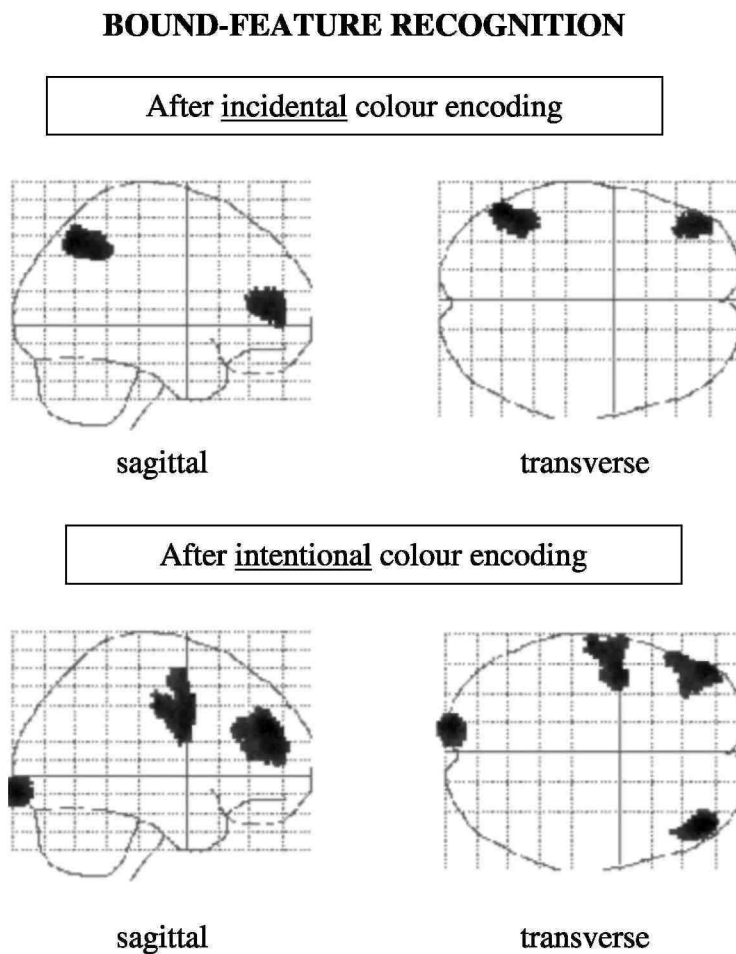 BOUND-FEATURE RECOGNITION
After incidental colour encoding
sagittal
transverse
After intentional colour encoding
sagittal
transverse